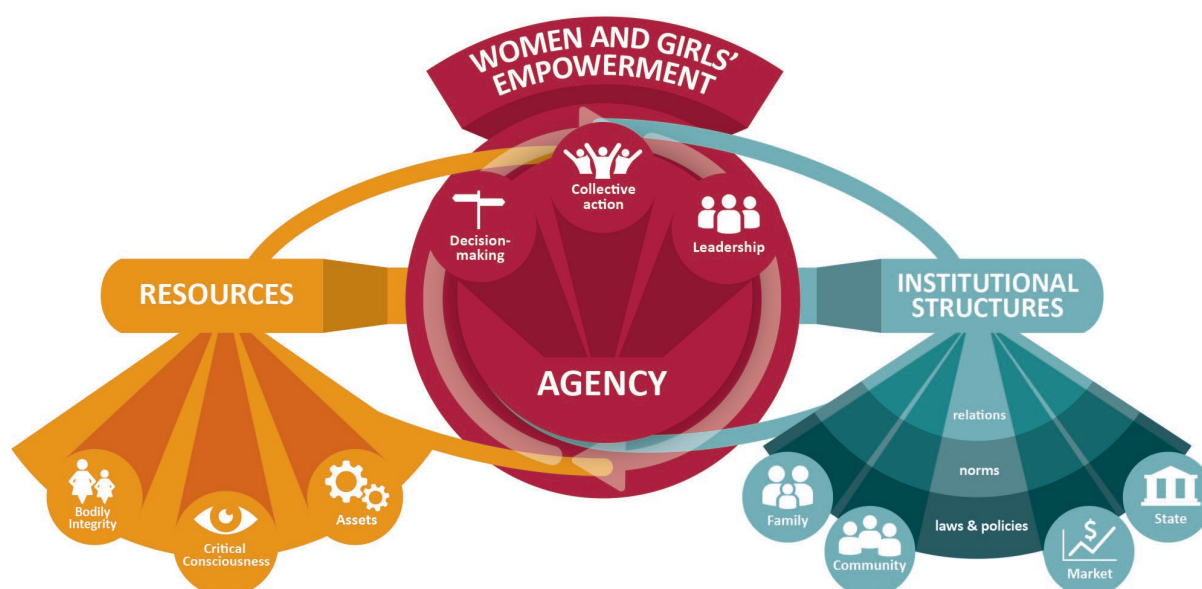 WOMEN AND GIRLS'
EMPOWERMENT
Collective
action
Decision-
making
Leadership
RESOURCES
INSTITUTIONAL
STRUCTURES
AGENCY
relations
norms
laws & policies
Bodily
Integrity
Critical
Consciousness
Assets
Family
Community
Market
State